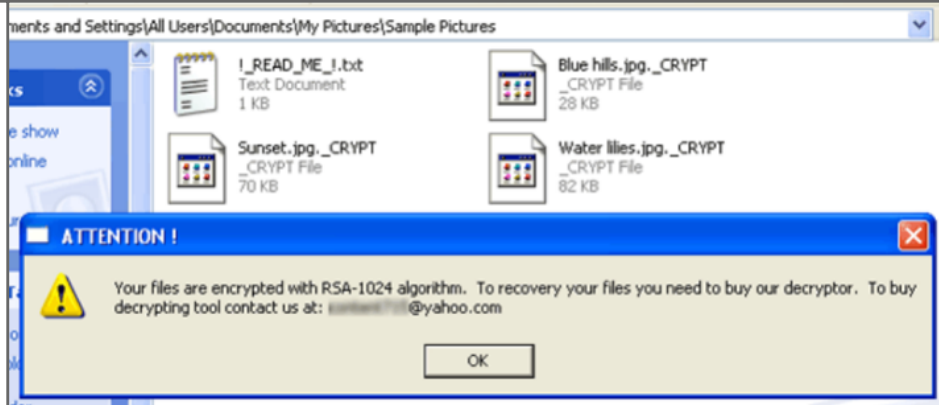 ments and Settings\All Users\Documents\My Pictures\Sample Pictures
!_READ_ME_!.txt
Text Document
1 KB
Blue hills.jpg._CRYPT
_CRYPT File
28 KB
e show
online
Sunset.jpg._CRYPT
_CRYPT File
70 KB
Water lilies.jpg._CRYPT
_CRYPT File
82 KB
ATTENTION !
Your files are encrypted with RSA-1024 algorithm. To recovery your files you need to buy our decryptor. To buy
decrypting tool contact us at: @yahoo.com
OK